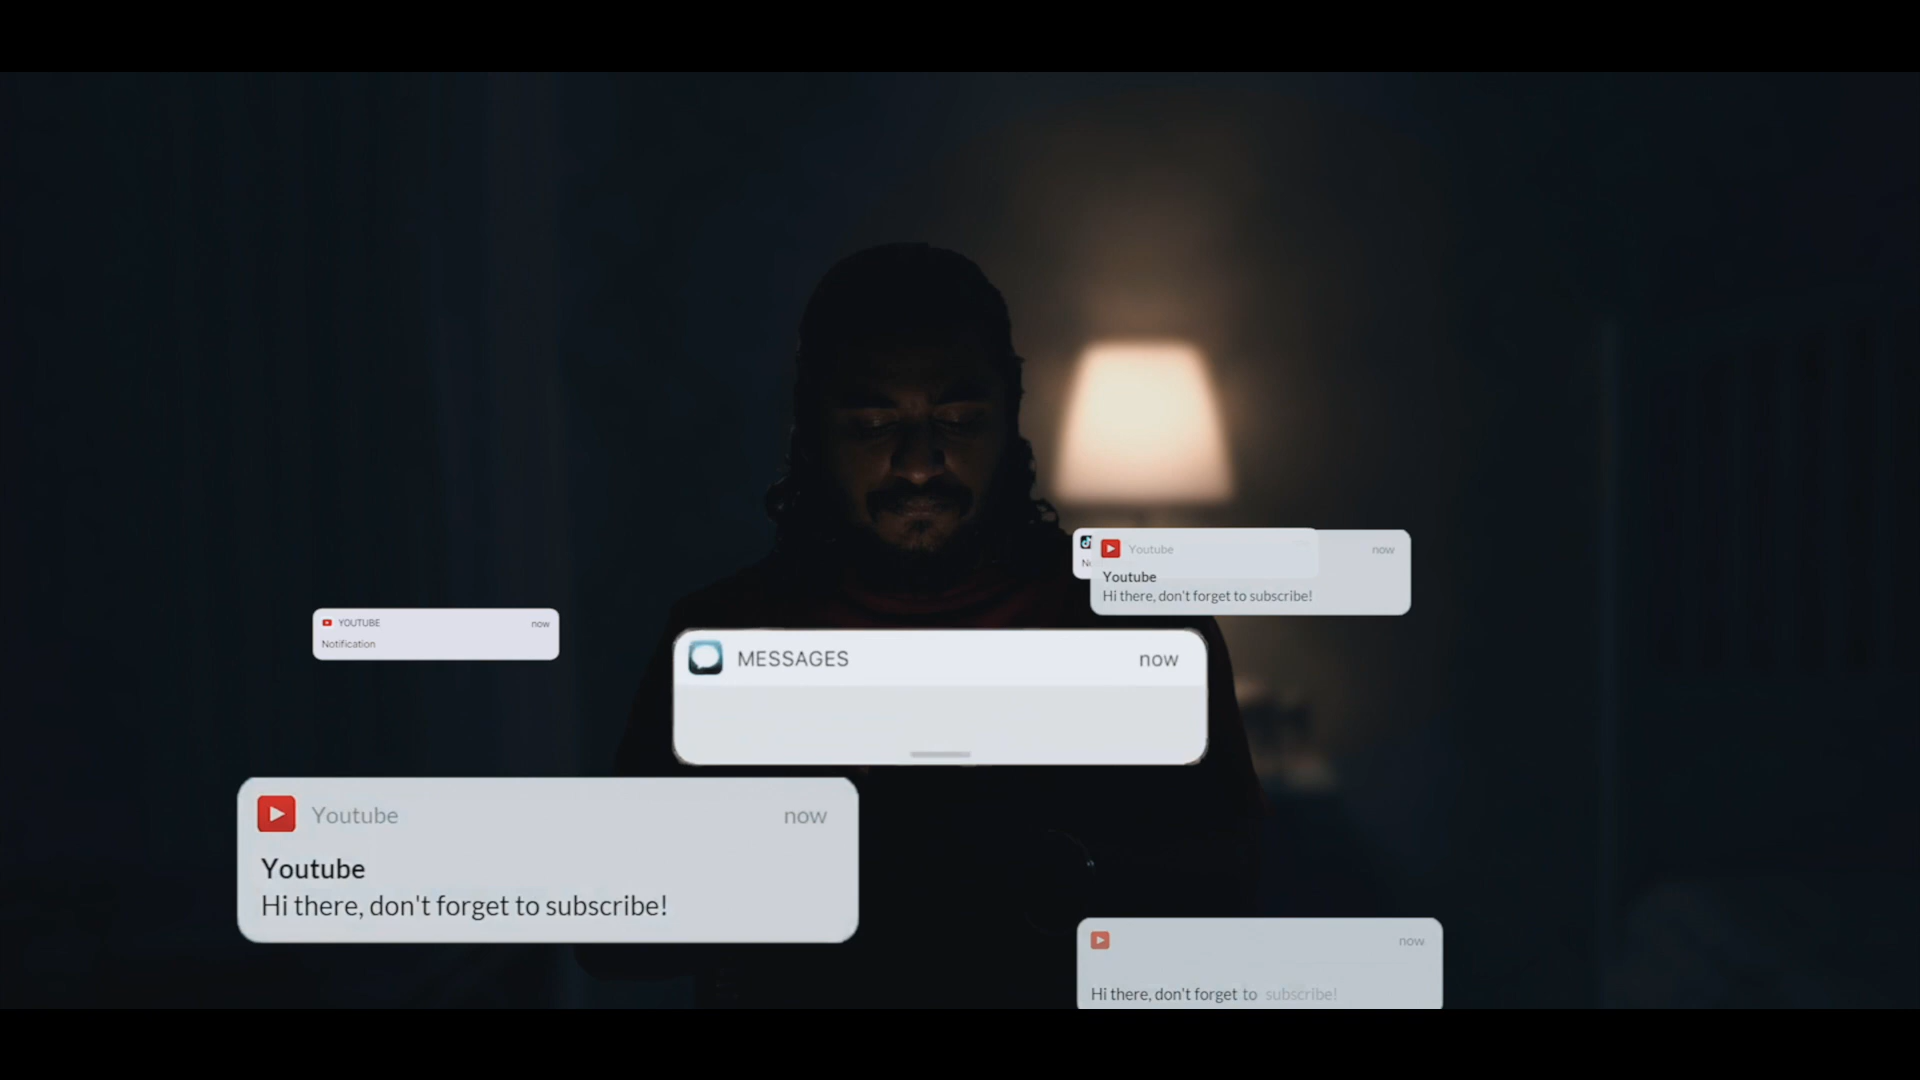 Youtube
now
Youtube
Hi there, don't forget to subscribe!
YOUTUBE
now
Notification
MESSAGES
now
Youtube
now
Youtube
Hi there, don't forget to subscribe!
now
Hi there, don't forget to subscribe!